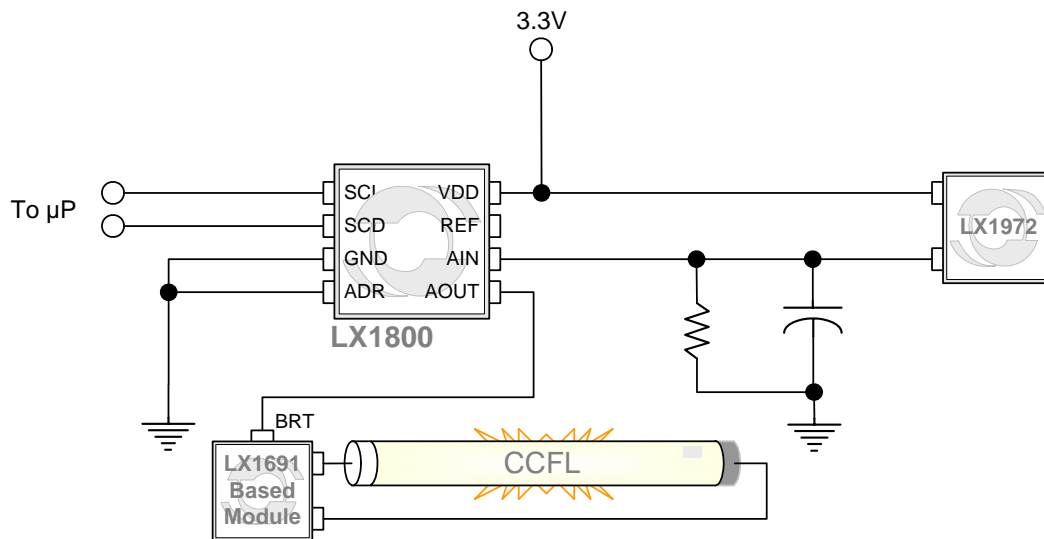 3.3V
To µP
SCL VDD
SCD REF
GND AIN
ADR AOUT
LX1800
LX1972
BRT
LX1691
Based
Module
CCFL